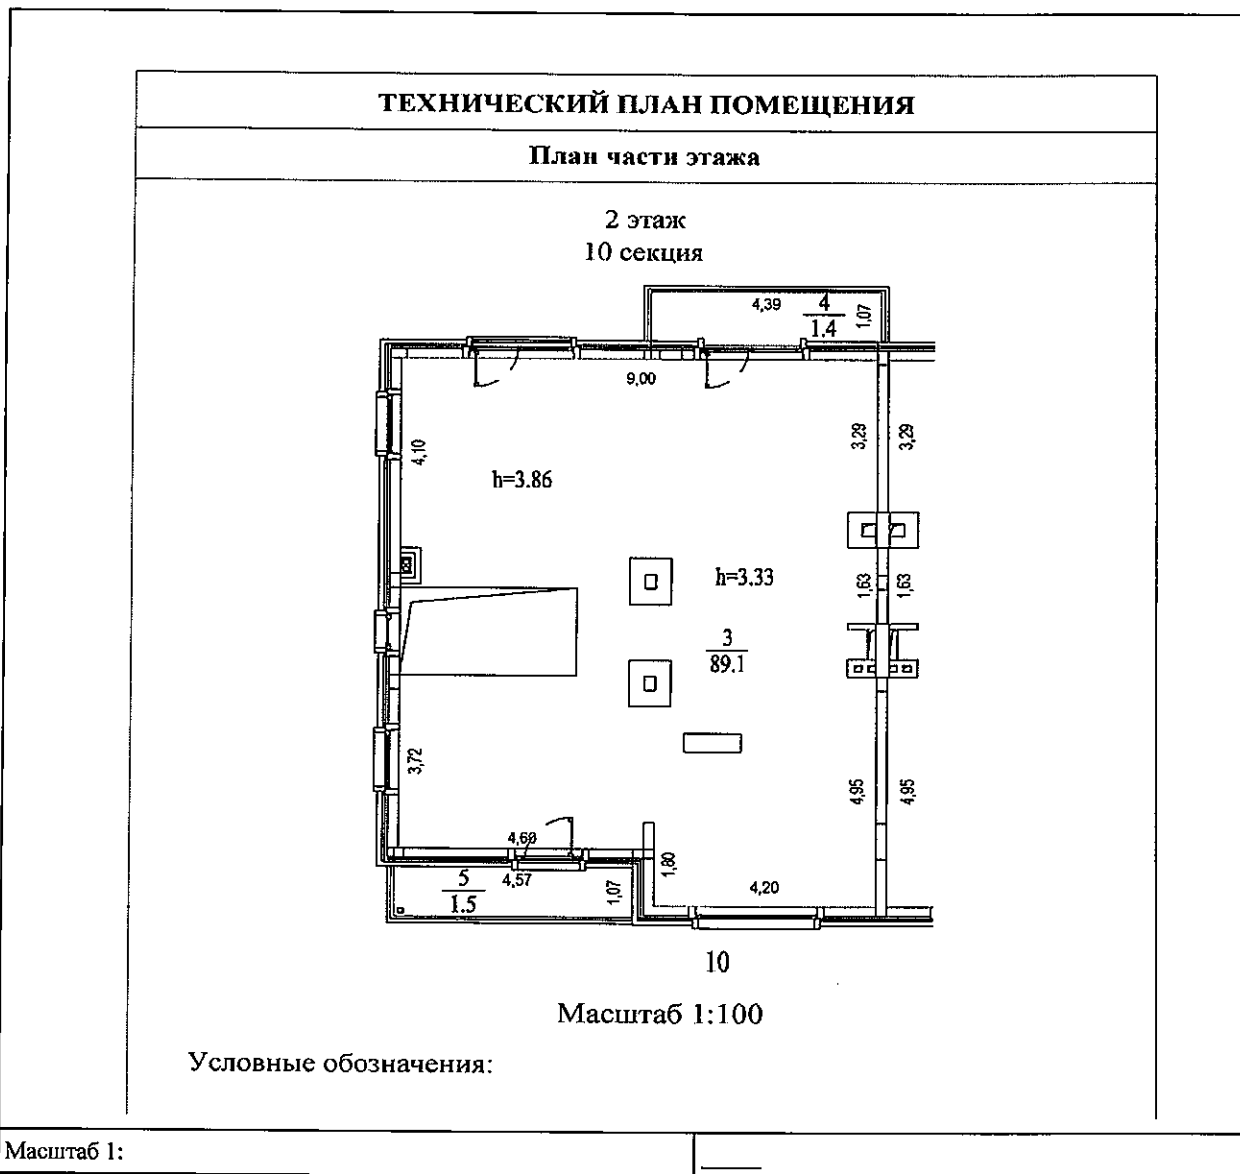 ТЕХНИЧЕСКИЙ ПЛАН ПОМЕЩЕНИЯ
План части этажа
2 этаж
10 секция
4,39
4
1.4
1,07
9,00
4,10
3,29
3,29
h=3.86
h=3.33
1,63
1,63
3
89.1
3,72
4,95
4,95
4,60
1,80
5
1.5
4,57
1,07
4,20
10
Масштаб 1:100
Условные обозначения:
Масштаб 1: